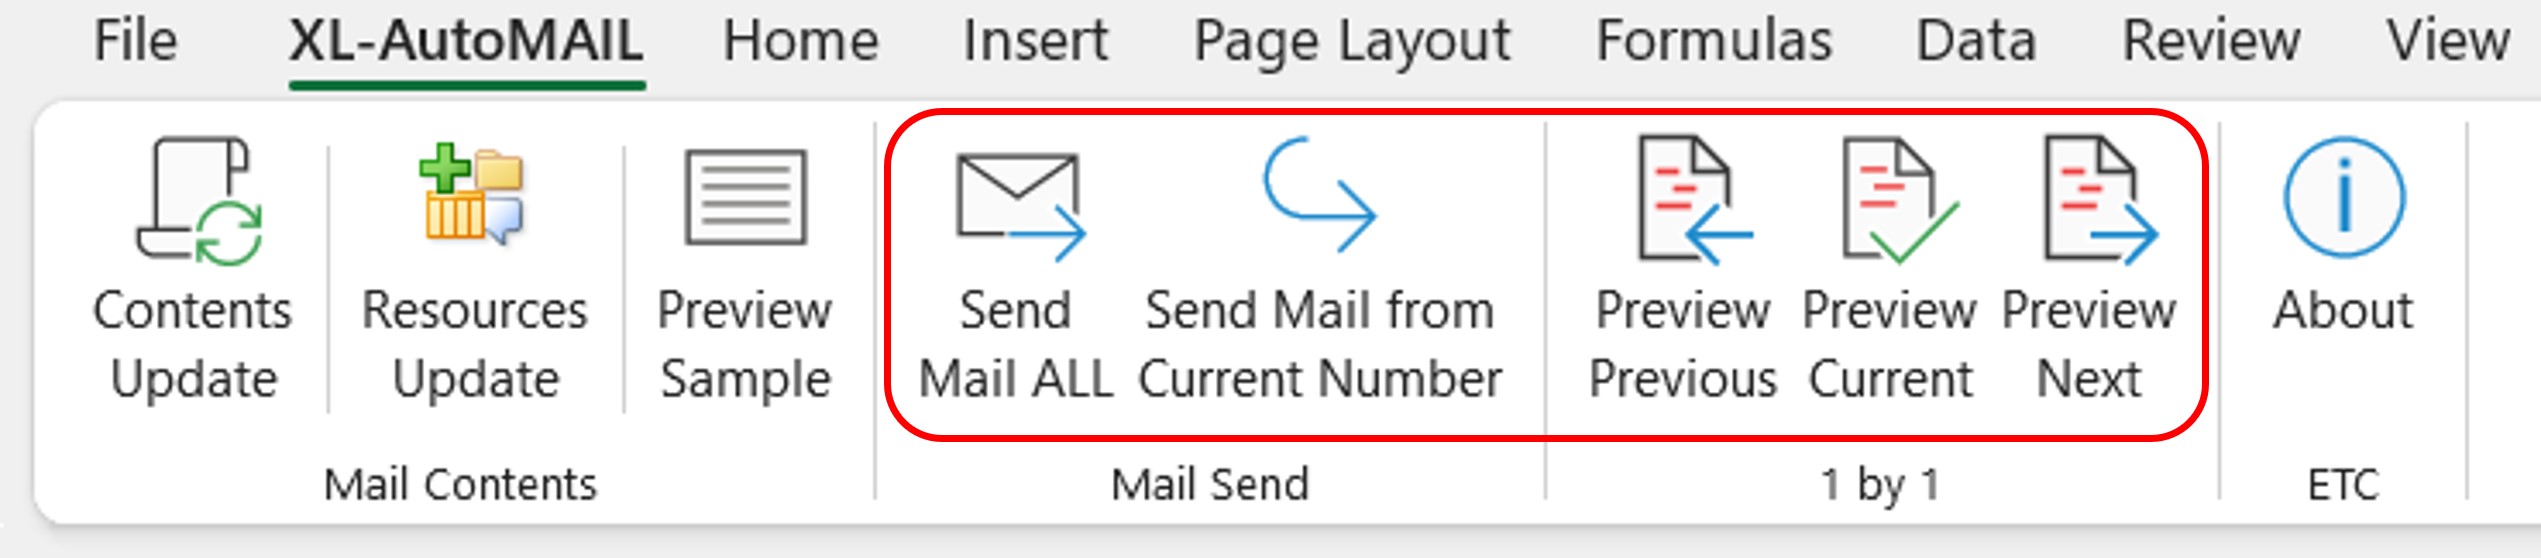 File XL-AutoMAIL Home Insert Page Layout Formulas Data Review View
Contents
Update
Resources
Update
Preview
Sample
Send
Mail ALL
Send Mail from
Current Number
Preview
Previous
Preview
Current
Preview
Next
About
Mail Contents
Mail Send
1 by 1
ETC